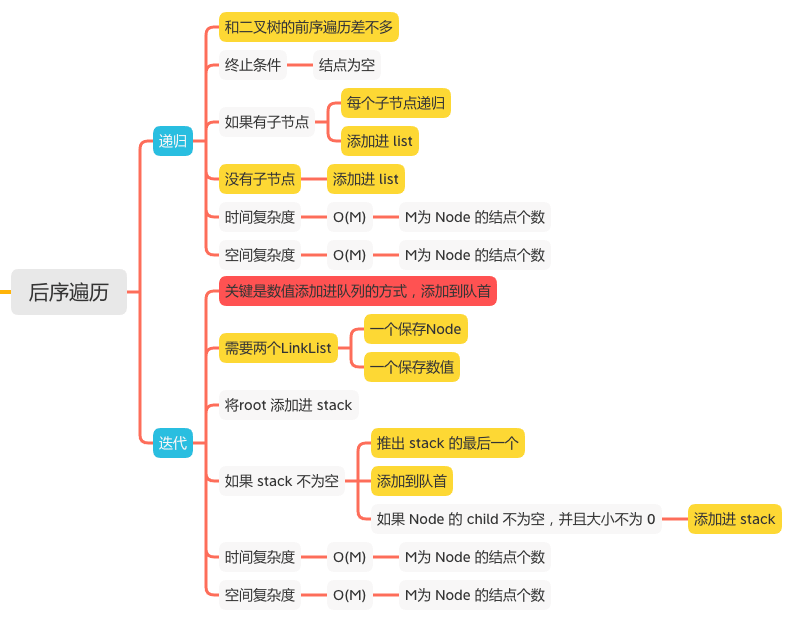 后序遍历
递归
和二叉树的前序遍历差不多
终止条件
结点为空
如果有子节点
每个子节点递归
添加进 list
没有子节点
添加进 list
时间复杂度
O(M)
M为 Node 的结点个数
空间复杂度
O(M)
M为 Node 的结点个数
迭代
关键是数值添加进队列的方式，添加到队首
需要两个LinkList
一个保存Node
一个保存数值
将root 添加进 stack
如果 stack 不为空
推出 stack 的最后一个
添加到队首
如果 Node 的 child 不为空，并且大小不为 0
添加进 stack
时间复杂度
O(M)
M为 Node 的结点个数
空间复杂度
O(M)
M为 Node 的结点个数